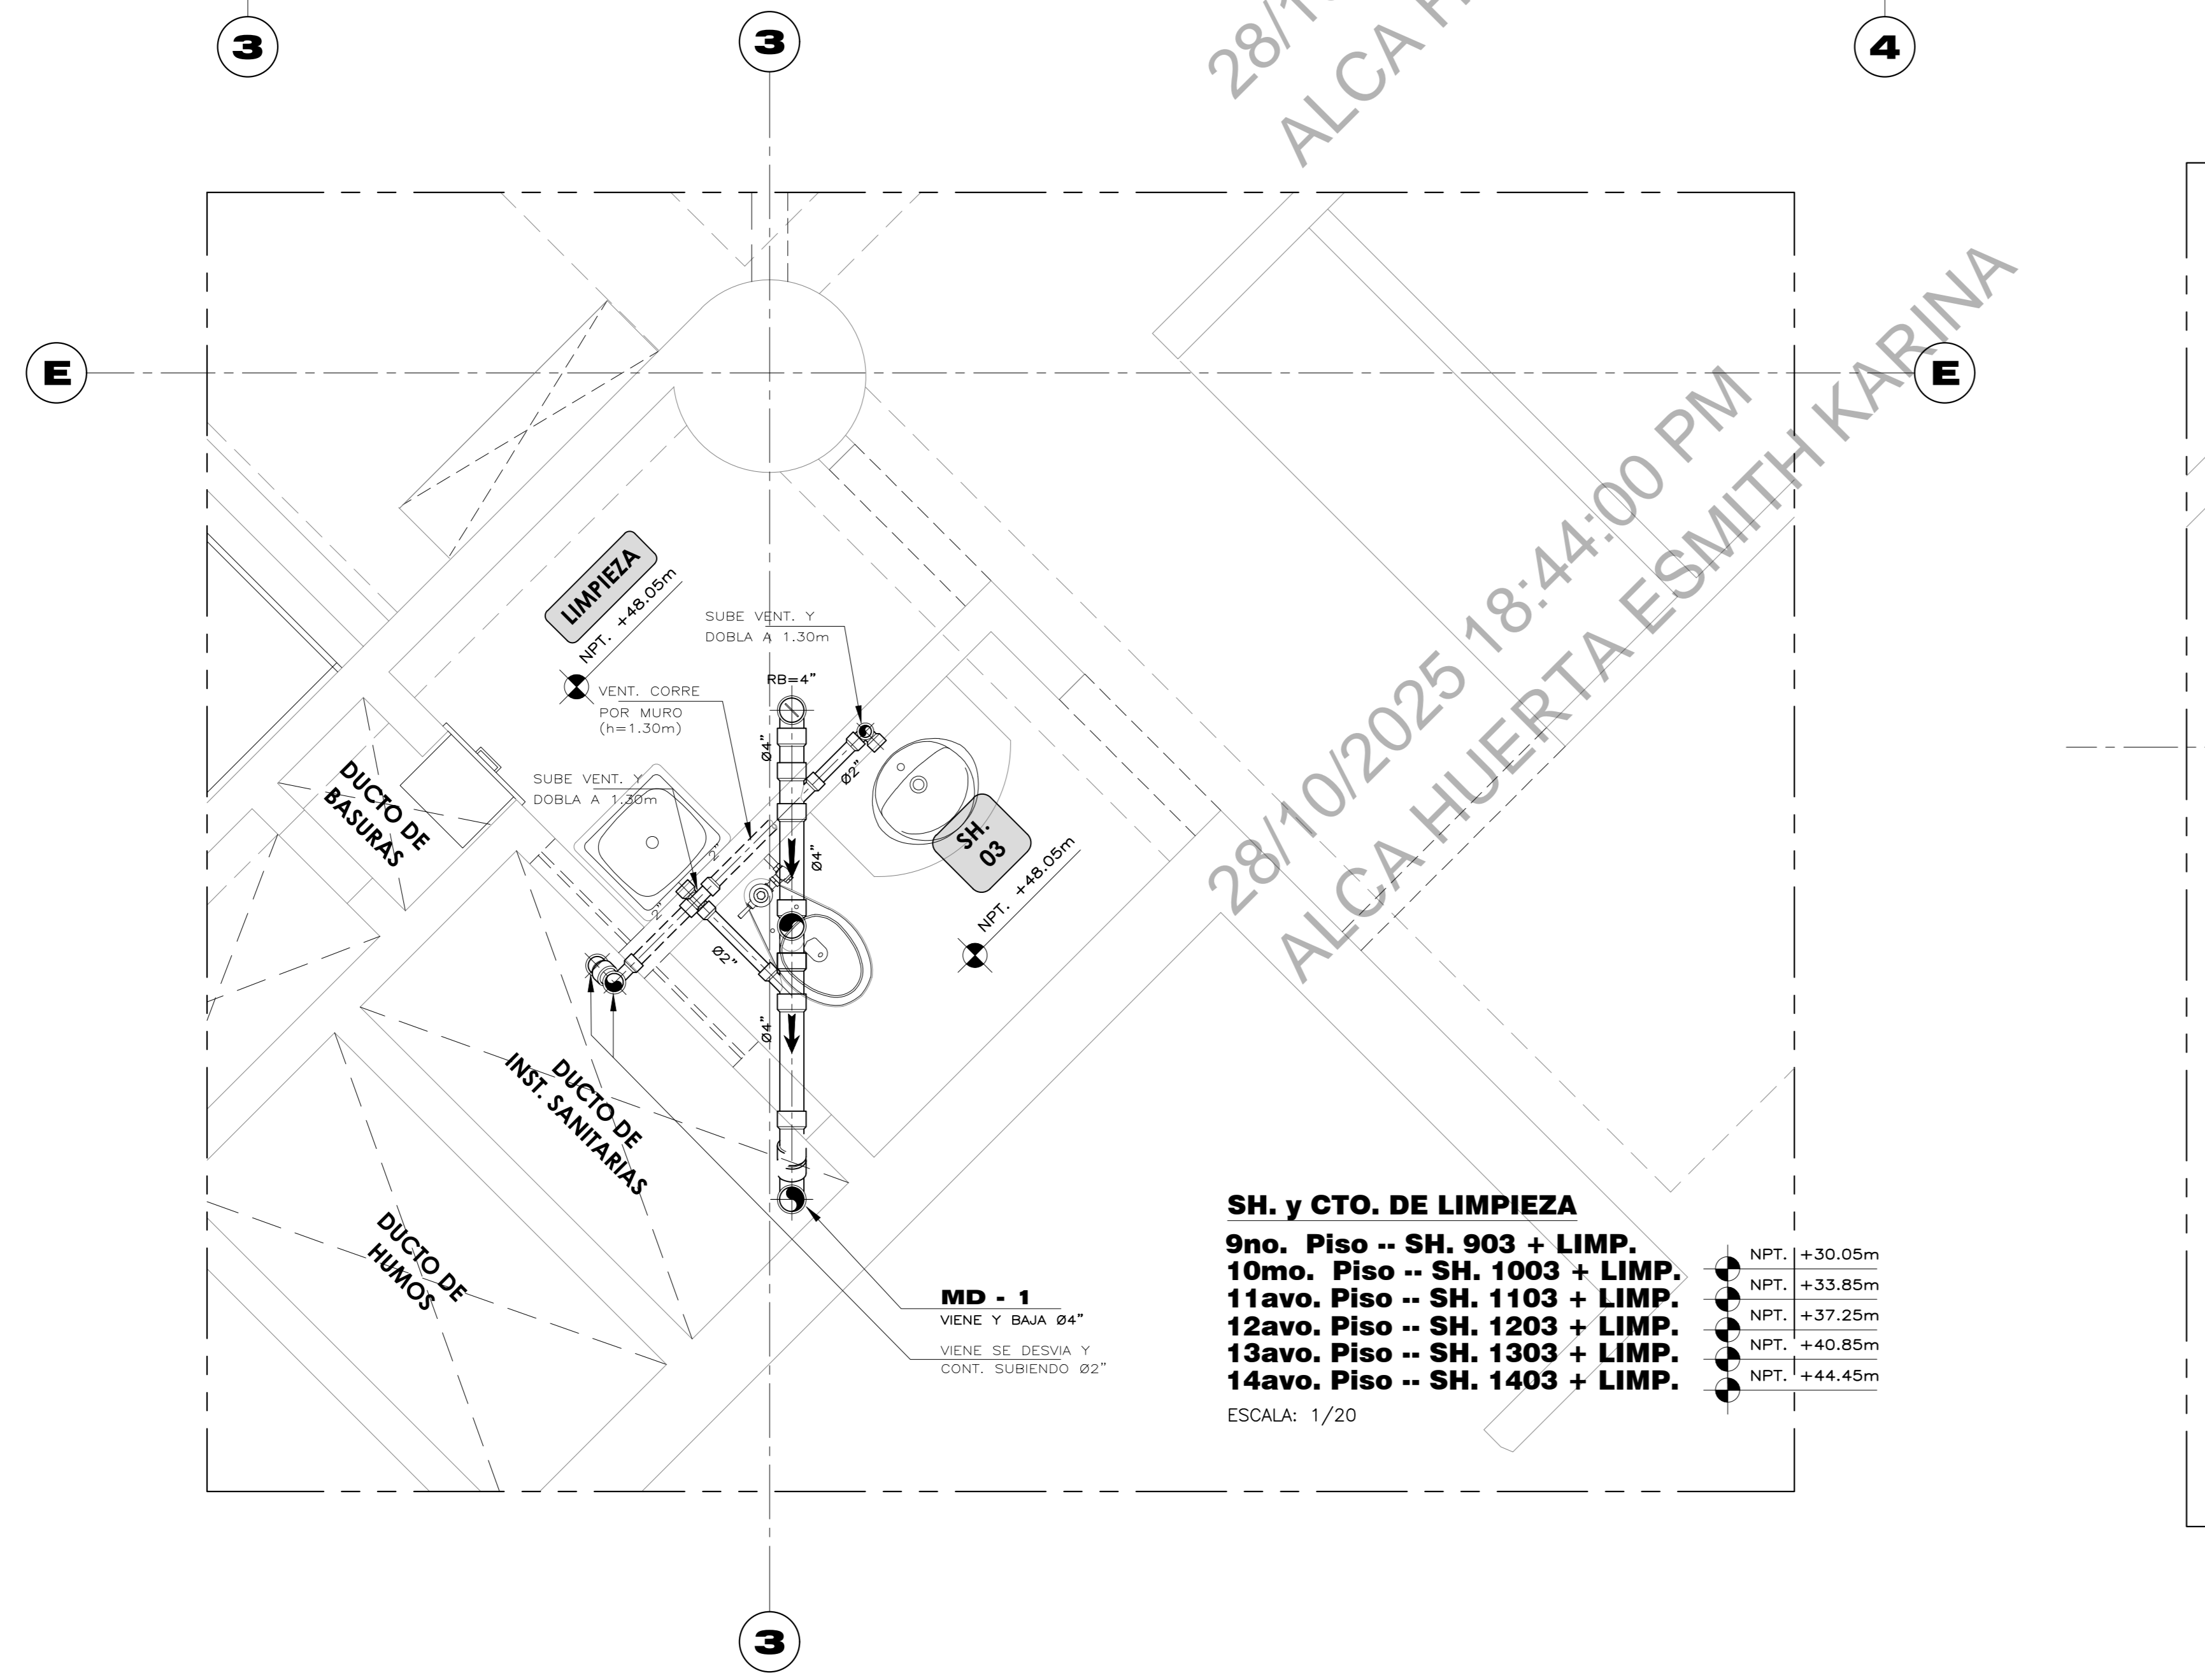 3
3
4
28/1
ALCA H
E
E
28/10/2025 18:44:00 PM
ALCA HUERTA ESMITH KARINA
LIMPIEZA
NPT. +48.05m
SUBE VENT. Y
DOBLA A 1.30m
RB=4"
VENT. CORRE
POR MURO
(h=1.30m)
Ø4"
Ø2"
SUBE VENT. Y
DOBLA A 1.30m
DUCTO DE
BASURAS
2"
Ø4"
SH.
03
NPT. +48.05m
2"
Ø2"
Ø4"
DUCTO DE
INST. SANITARIAS
DUCTO DE
HUMOS
MD - 1
VIENE Y BAJA Ø4"
VIENE SE DESVIA Y
CONT. SUBIENDO Ø2"
SH. y CTO. DE LIMPIEZA
9no. Piso -- SH. 903 + LIMP.
10mo. Piso -- SH. 1003 + LIMP.
11avo. Piso -- SH. 1103 + LIMP.
12avo. Piso -- SH. 1203 + LIMP.
13avo. Piso -- SH. 1303 + LIMP.
14avo. Piso -- SH. 1403 + LIMP.
NPT. +30.05m
NPT. +33.85m
NPT. +37.25m
NPT. +40.85m
NPT. +44.45m
ESCALA: 1/20
3